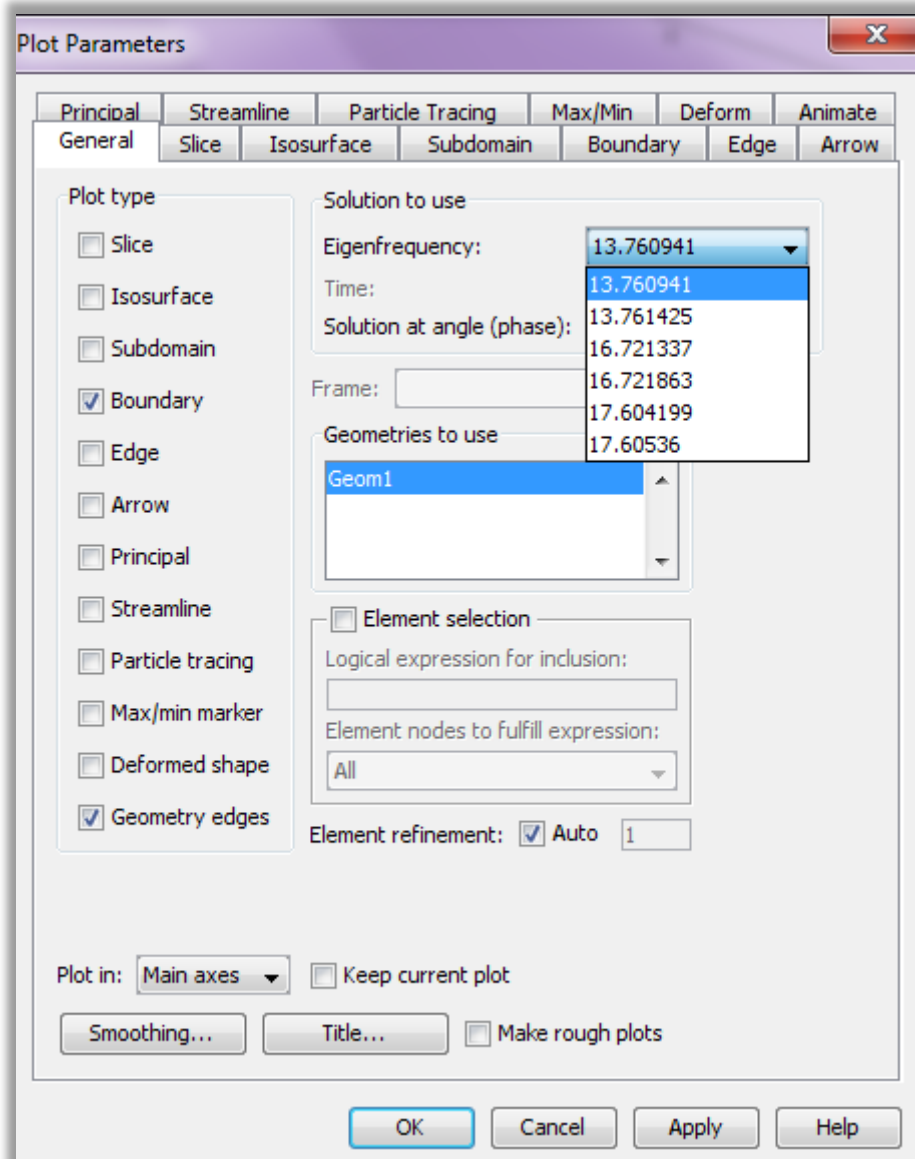 Plot Parameters
Principal Streamline Particle Tracing Max/Min Deform Animate
General Slice Isosurface Subdomain Boundary Edge Arrow
Plot type
Slice
Isosurface
Subdomain
Boundary
Edge
Arrow
Principal
Streamline
Particle tracing
Max/min marker
Deformed shape
Geometry edges
Solution to use
Eigenfrequency: 13.760941
Time:
Solution at angle (phase):
13.760941
13.761425
16.721337
16.721863
17.604199
17.60536
Frame:
Geometries to use
Geom1
Element selection
Logical expression for inclusion:
Element nodes to fulfill expression:
All
Element refinement: Auto 1
Plot in: Main axes Keep current plot
Smoothing... Title... Make rough plots
OK Cancel Apply Help